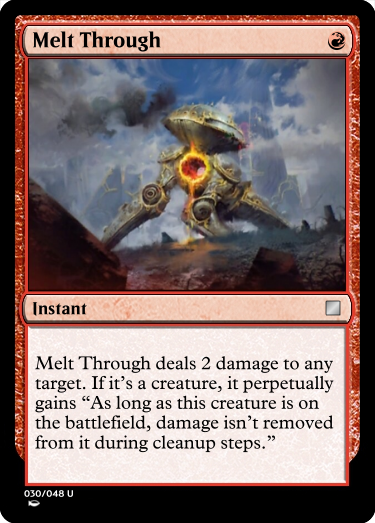 Melt Through
Instant
Melt Through deals 2 damage to any
target. If it’s a creature, it perpetually
gains “As long as this creature is on
the battlefield, damage isn’t removed
from it during cleanup steps.”
030/048 U